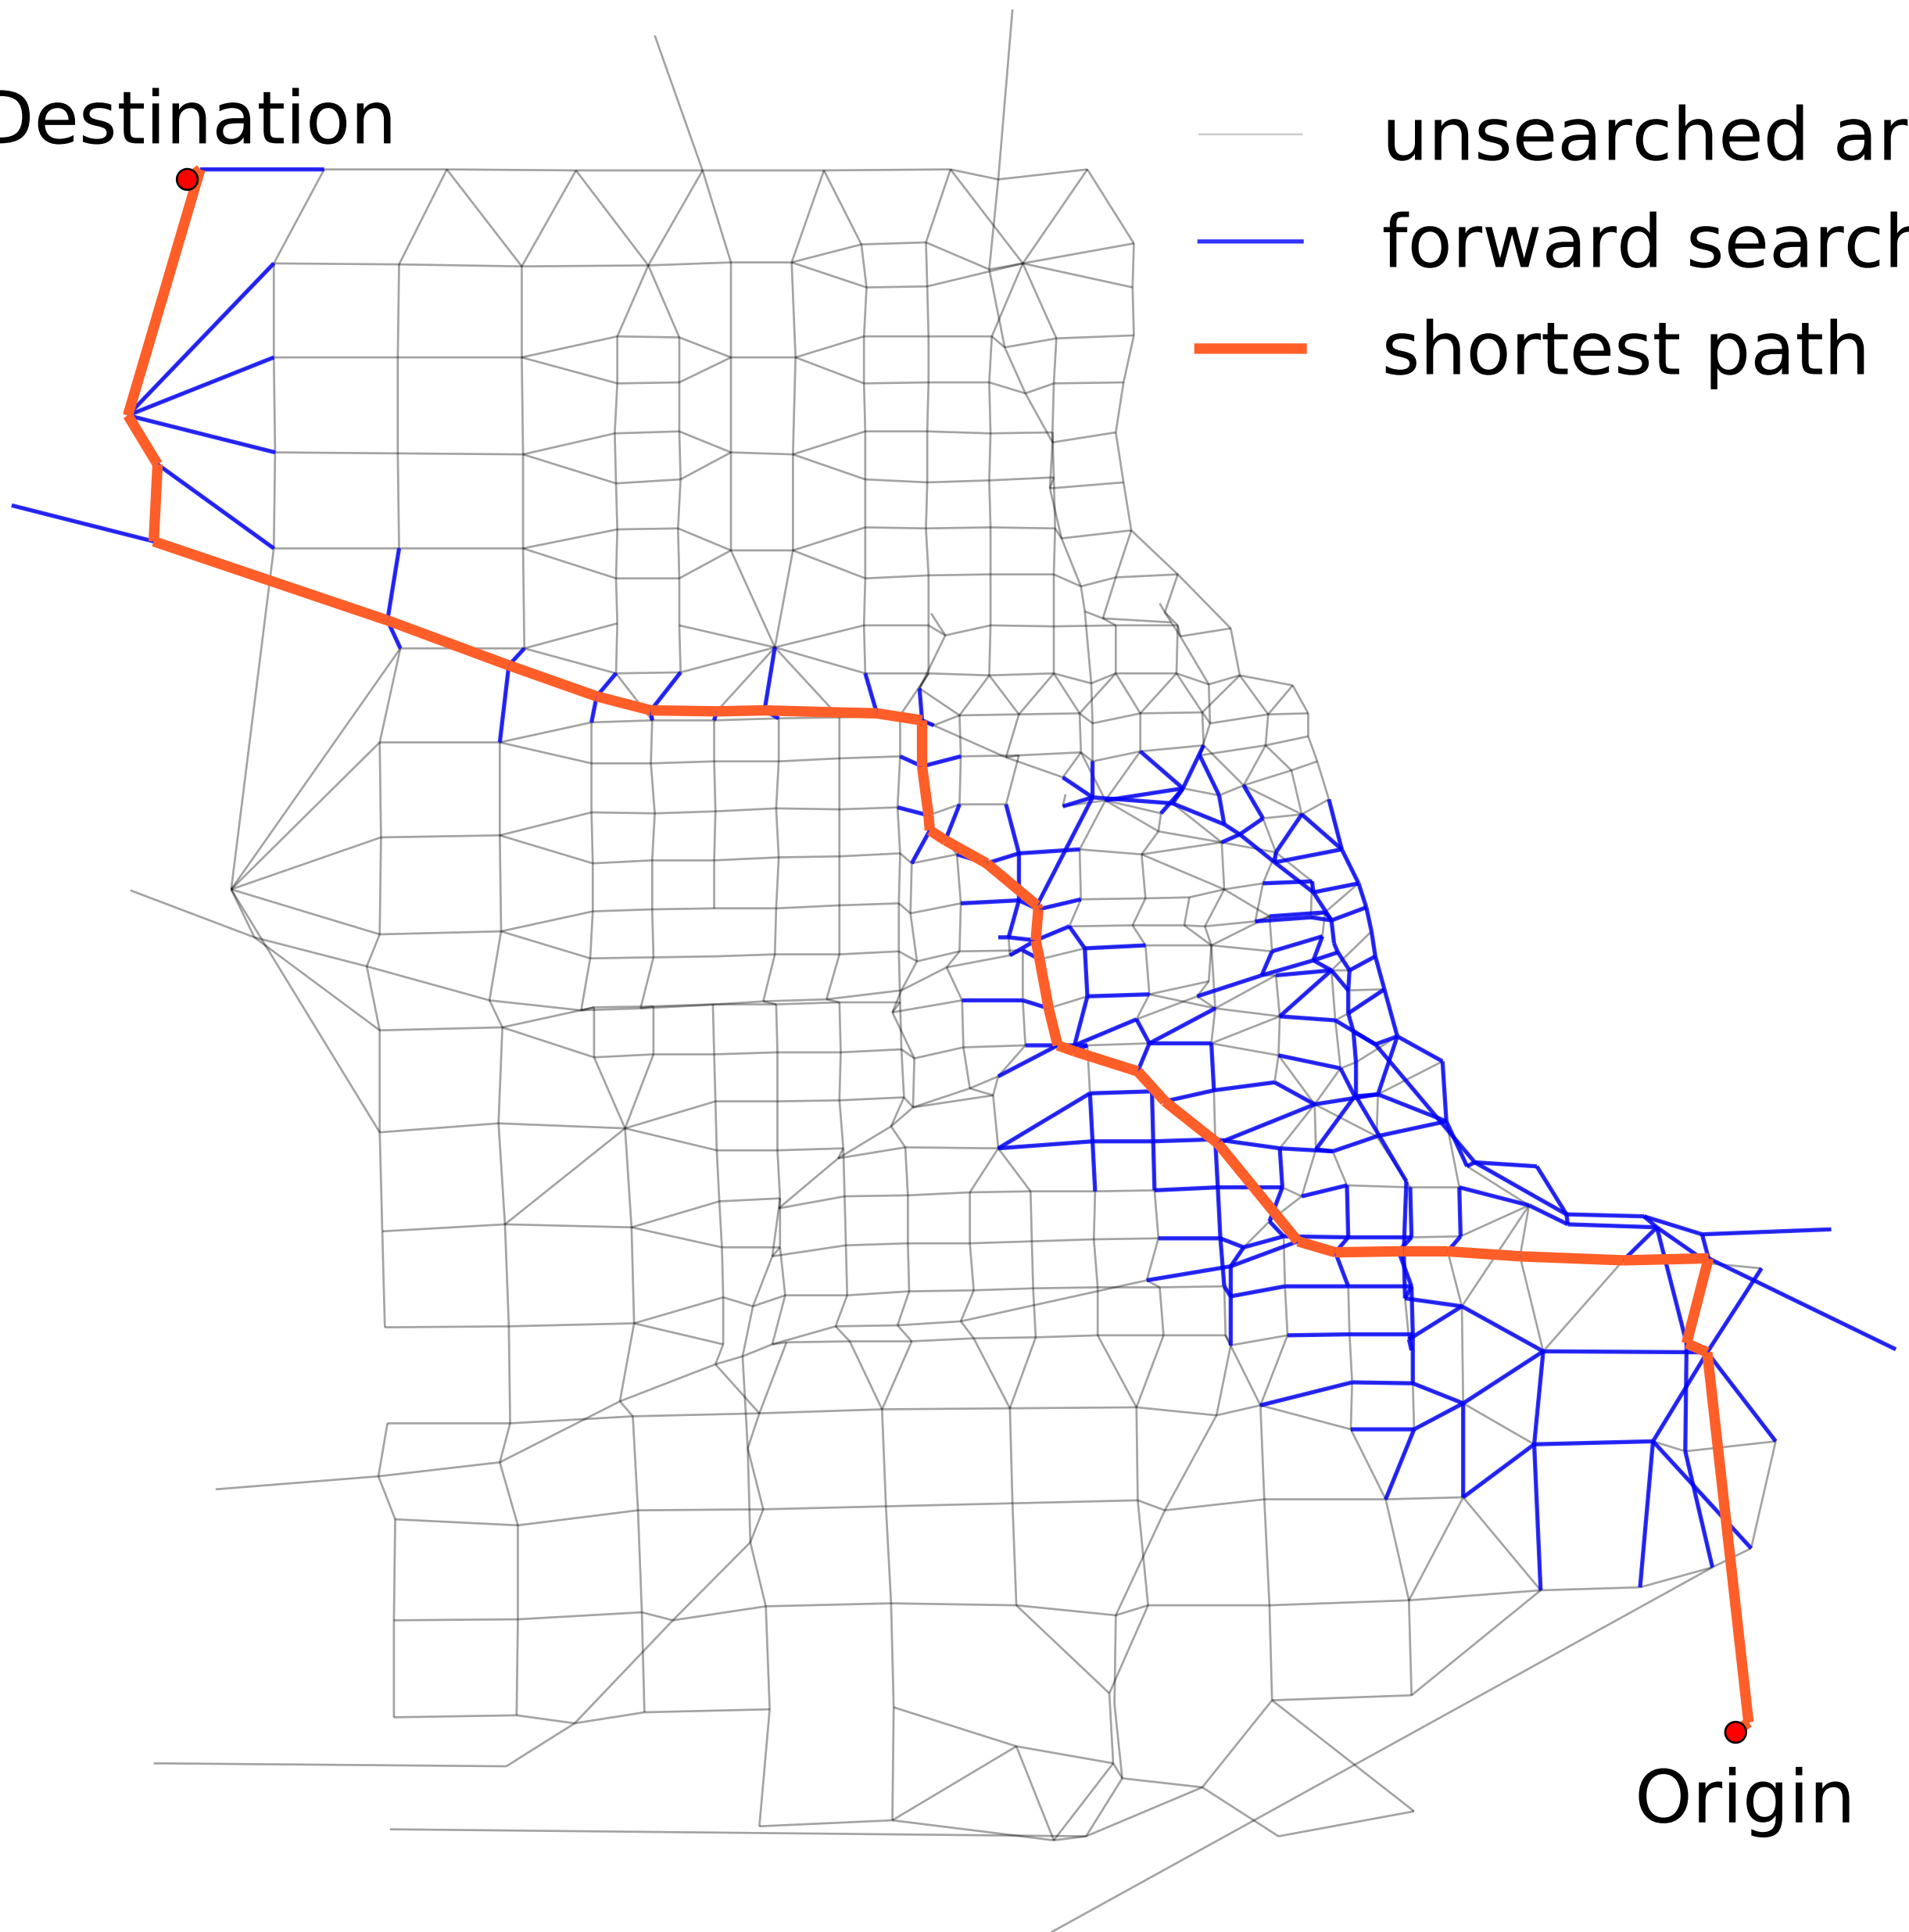 Destination
unsearched ar
forward search
shortest path
Origin